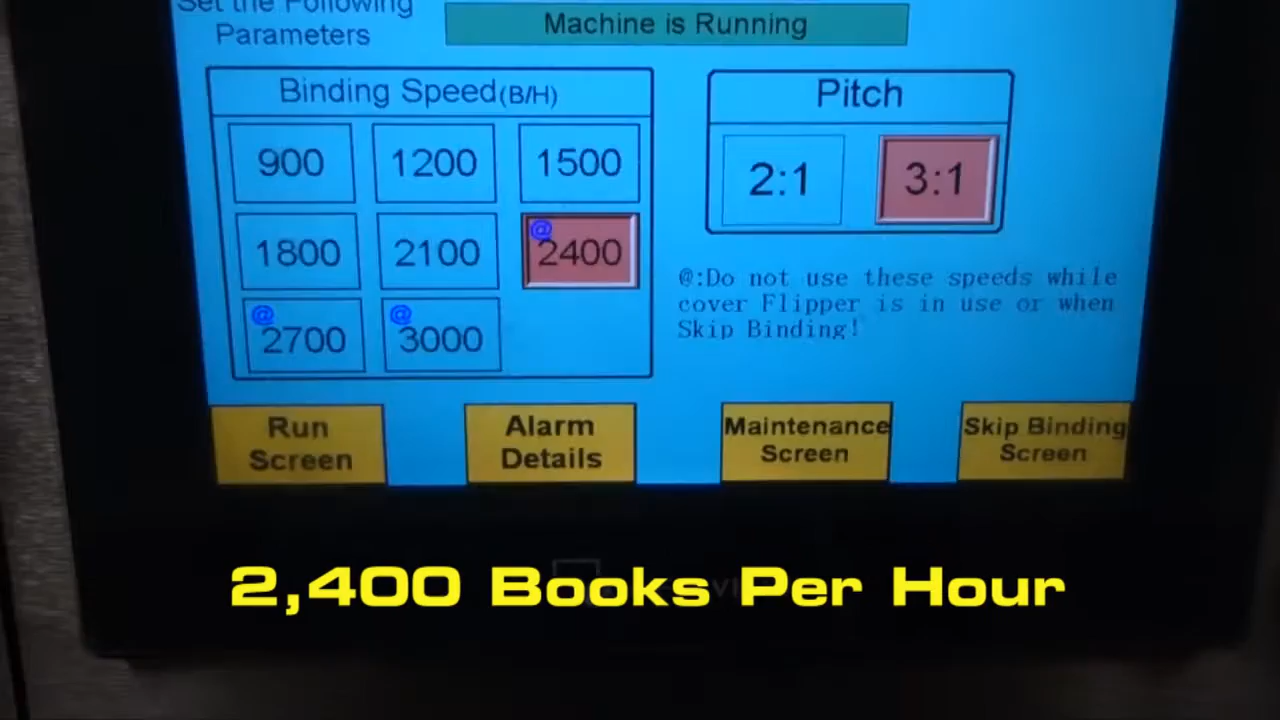 Set the Following
Parameters
Machine is Running
Binding Speed(B/H)
900
1200
1500
1800
2100
@
2400
@
2700
@
3000
Pitch
2:1
3:1
@:Do not use these speeds while
cover Flipper is in use or when
Skip Binding!
Run
Screen
Alarm
Details
Maintenance
Screen
Skip Binding
Screen
2,400 Books Per Hour